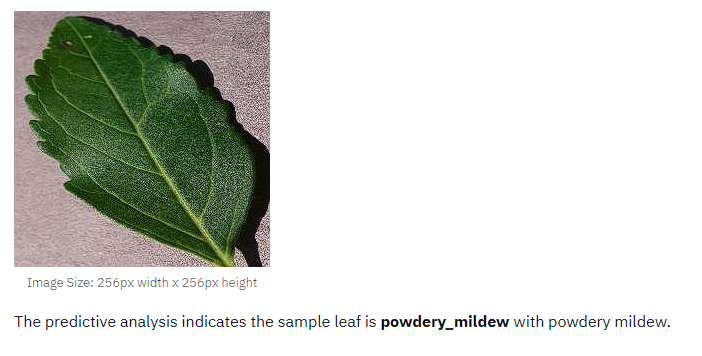 Image Size: 256px width x 256px height
The predictive analysis indicates the sample leaf is powdery_mildew with powdery mildew.